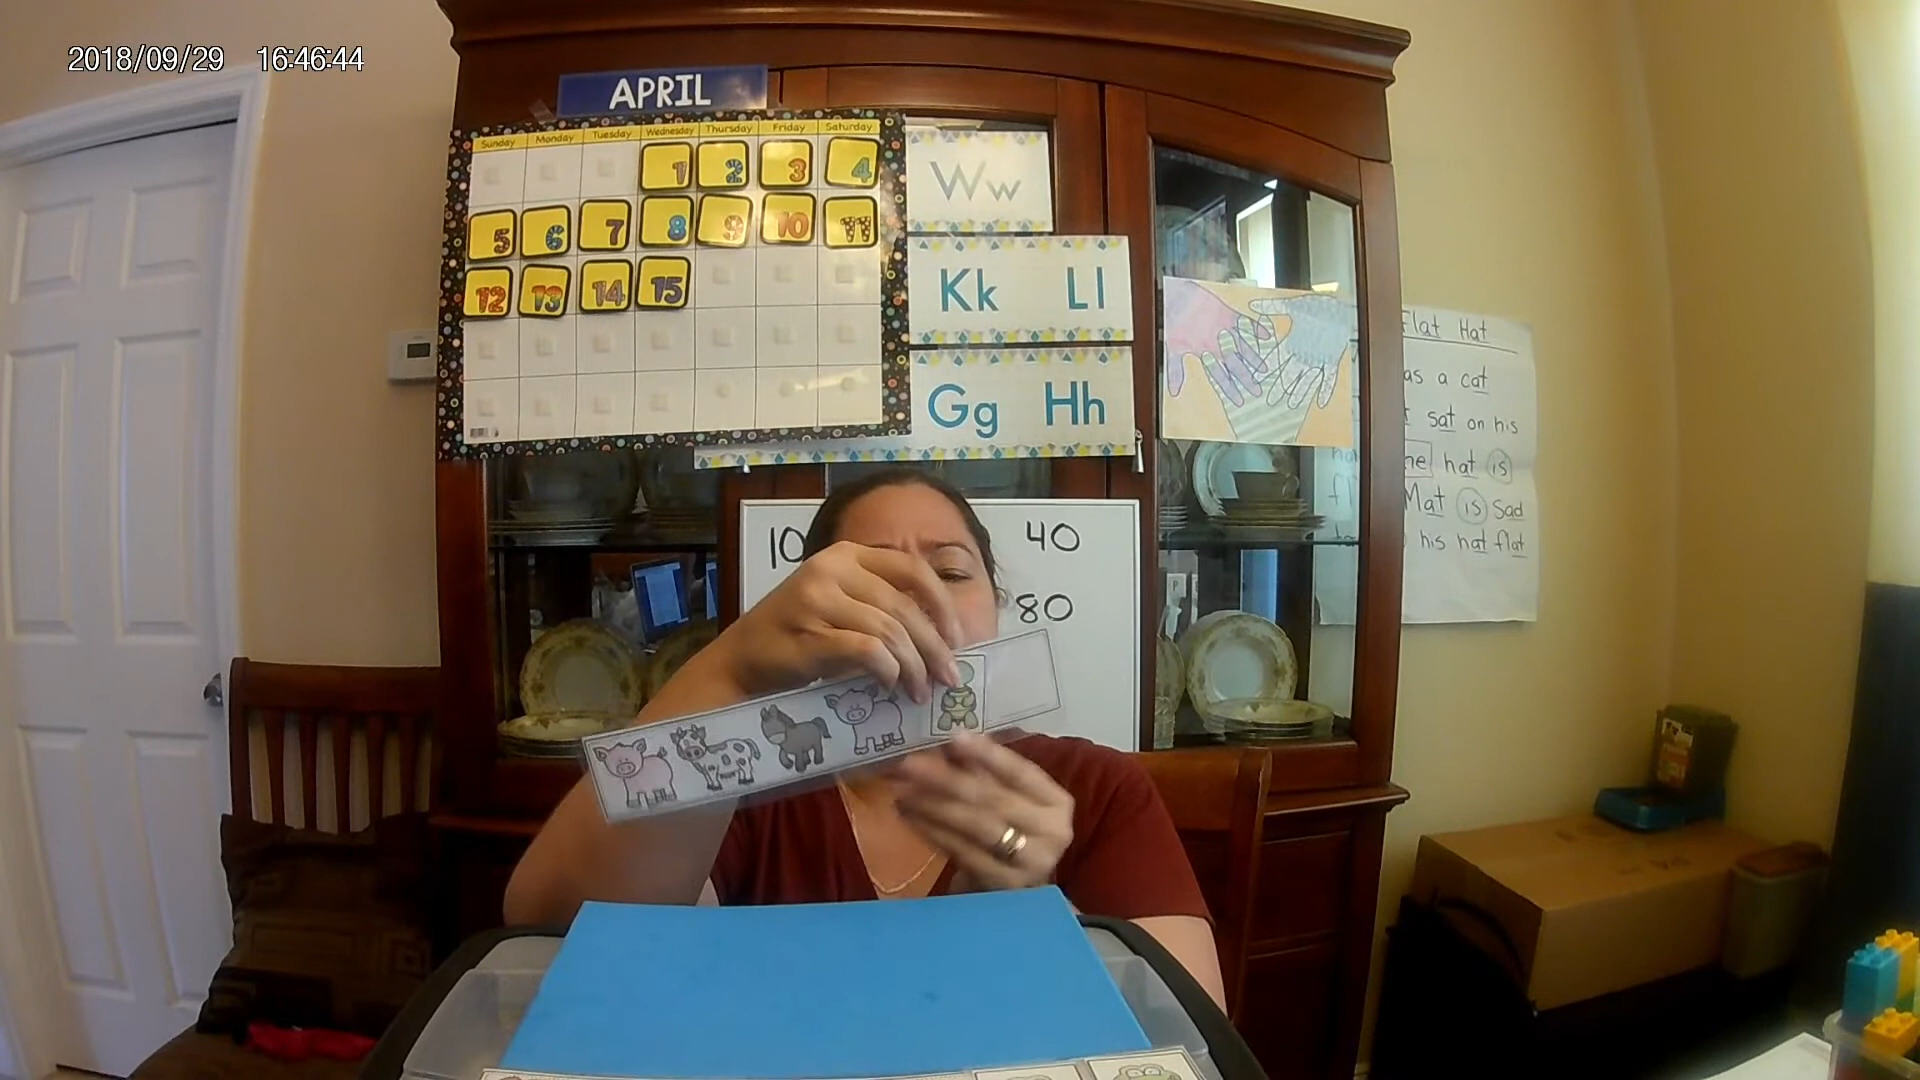 2018/09/29 16:46:44
APRIL
Sunday Monday Tuesday Wednesday Thursday Friday Saturday
1 2 3 4
5 6 7 8 9 10 11
12 13 14 15
Ww
Kk Ll
Gg Hh
10 40
80
Flat Hat
as a cat
sat on his
hat is
Mat is sad
his hat flat
P